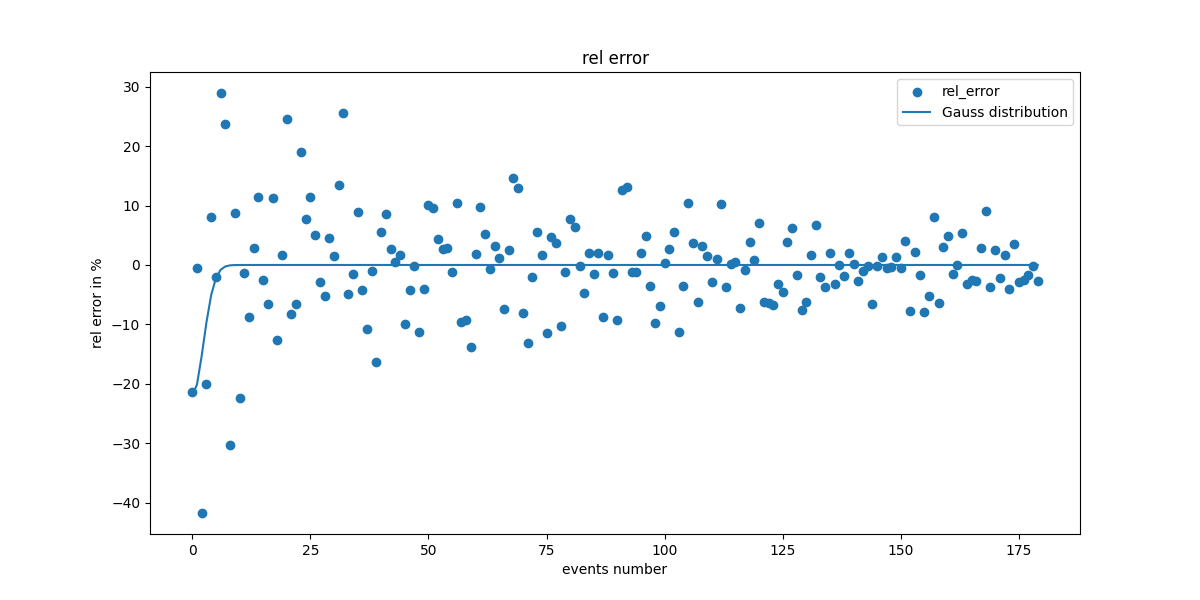 rel error
rel_error
Gauss distribution
rel error in %
30
20
10
0
−10
−20
−30
−40
0 25 50 75 100 125 150 175
events number